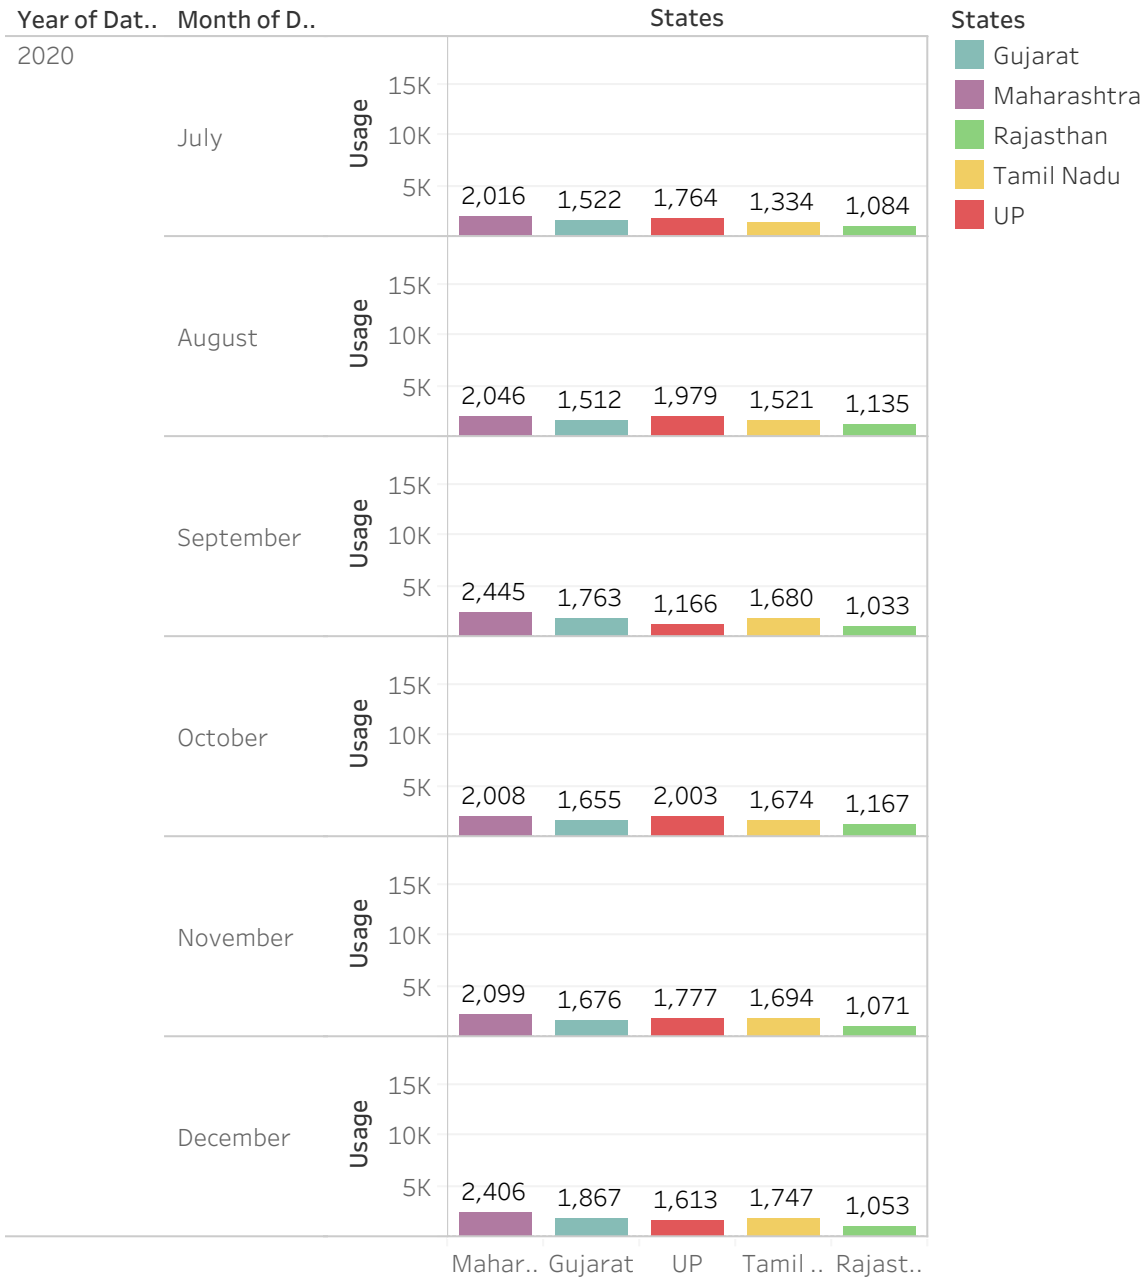 Year of Dat.. Month of D.. States
2020
July
Usage
15K
10K
5K
2,016 1,522 1,764 1,334 1,084
August
Usage
15K
10K
5K
2,046 1,512 1,979 1,521 1,135
September
Usage
15K
10K
5K
2,445 1,763 1,166 1,680 1,033
October
Usage
15K
10K
5K
2,008 1,655 2,003 1,674 1,167
November
Usage
15K
10K
5K
2,099 1,676 1,777 1,694 1,071
December
Usage
15K
10K
5K
2,406 1,867 1,613 1,747 1,053
Mahar.. Gujarat UP Tamil .. Rajast..
States
Gujarat
Maharashtra
Rajasthan
Tamil Nadu
UP